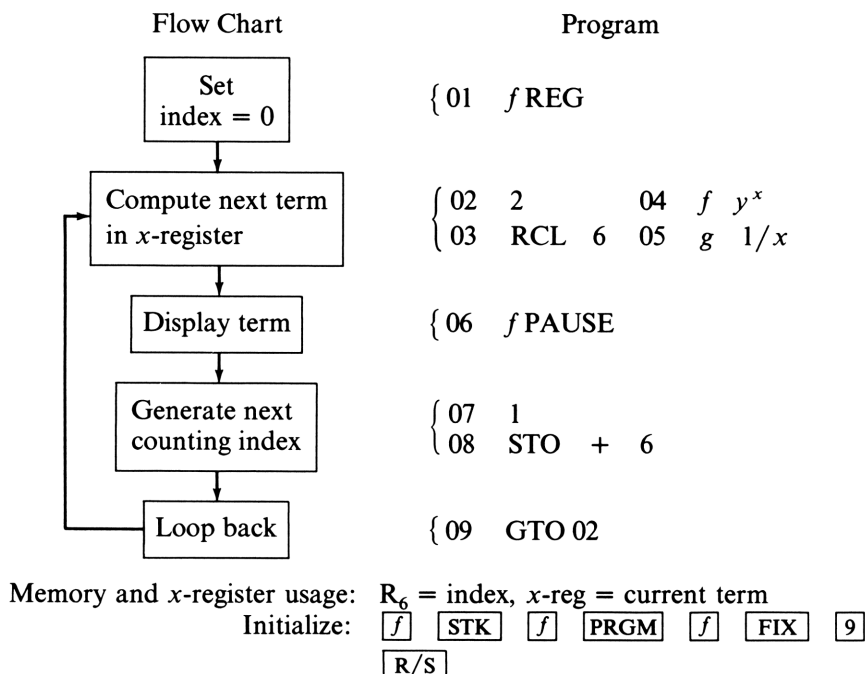 Flow Chart Program
Set
index = 0
{ 01 f REG
Compute next term
in x-register
{ 02 2 04 f yˣ
03 RCL 6 05 g 1/x
Display term
{ 06 f PAUSE
Generate next
counting index
{ 07 1
08 STO + 6
Loop back
{ 09 GTO 02
Memory and x-register usage: R₆ = index, x-reg = current term
Initialize: f STK f PRGM f FIX 9
R/S